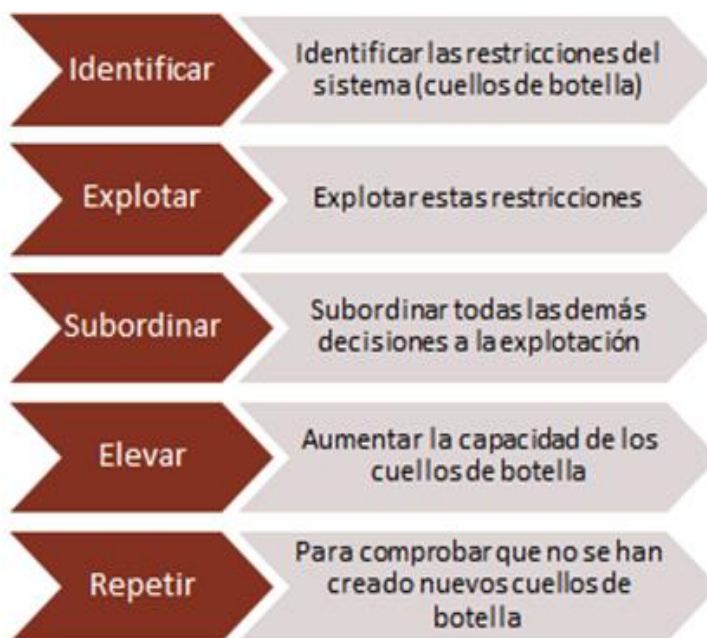 Identificar
Identificar las restricciones del
sistema (cuellos de botella)
Explotar
Explotar estas restricciones
Subordinar
Subordinar todas las demás
decisiones a la explotación
Elevar
Aumentar la capacidad de los
cuellos de botella
Repetir
Para comprobar que no se han
creado nuevos cuellos de
botella